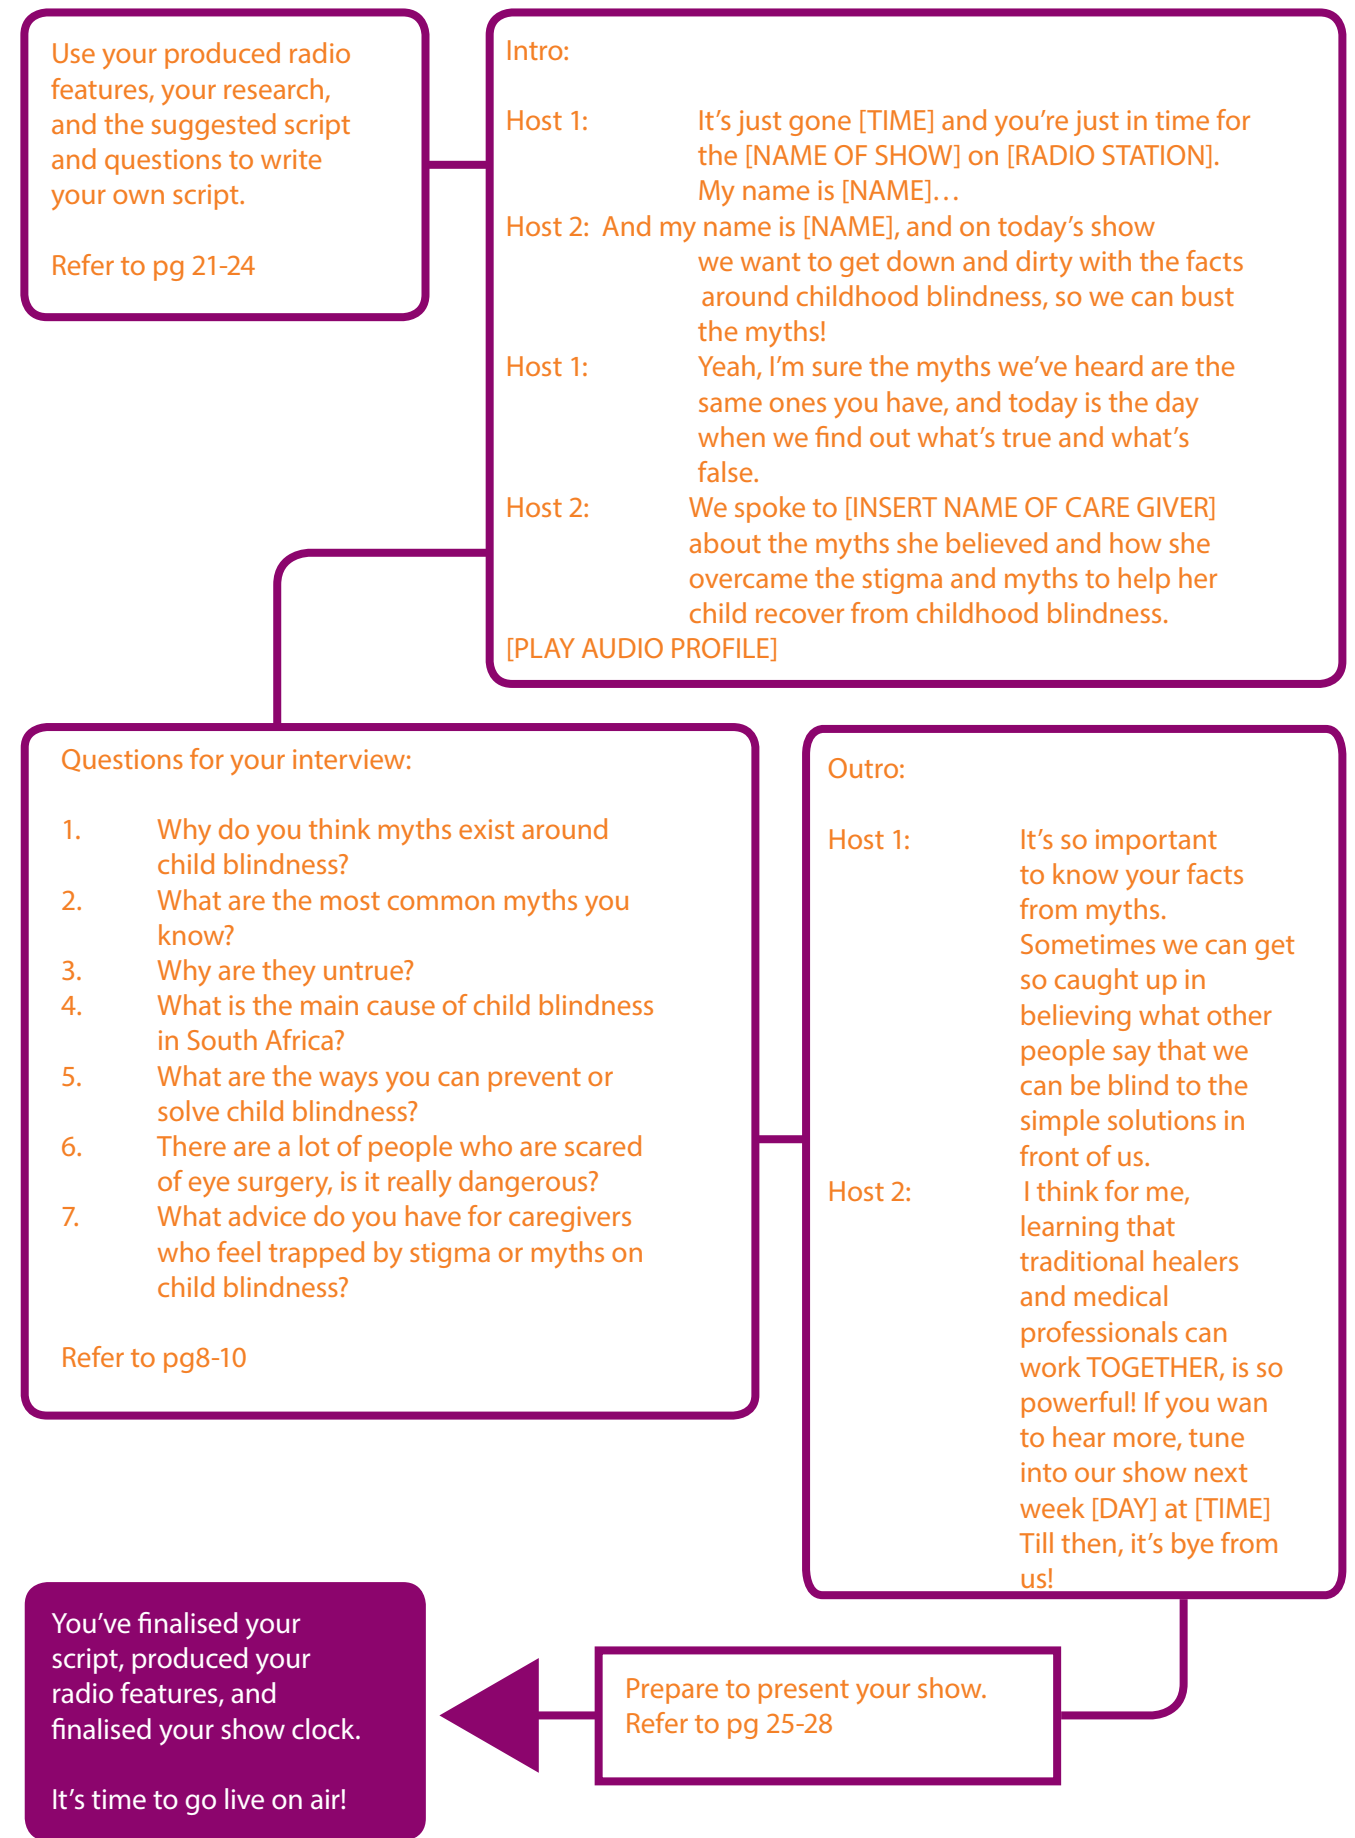 Use your produced radio
features, your research,
and the suggested script
and questions to write
your own script.
Refer to pg 21-24
Intro:
Host 1: It’s just gone [TIME] and you’re just in time for
the [NAME OF SHOW] on [RADIO STATION].
My name is [NAME]…
Host 2: And my name is [NAME], and on today’s show
we want to get down and dirty with the facts
around childhood blindness, so we can bust
the myths!
Host 1: Yeah, I’m sure the myths we’ve heard are the
same ones you have, and today is the day
when we find out what’s true and what’s
false.
Host 2: We spoke to [INSERT NAME OF CARE GIVER]
about the myths she believed and how she
overcame the stigma and myths to help her
child recover from childhood blindness.
[PLAY AUDIO PROFILE]
Questions for your interview:
1. Why do you think myths exist around
child blindness?
2. What are the most common myths you
know?
3. Why are they untrue?
4. What is the main cause of child blindness
in South Africa?
5. What are the ways you can prevent or
solve child blindness?
6. There are a lot of people who are scared
of eye surgery, is it really dangerous?
7. What advice do you have for caregivers
who feel trapped by stigma or myths on
child blindness?
Refer to pg8-10
Outro:
Host 1: It’s so important
to know your facts
from myths.
Sometimes we can get
so caught up in
believing what other
people say that we
can be blind to the
simple solutions in
front of us.
Host 2: I think for me,
learning that
traditional healers
and medical
professionals can
work TOGETHER, is so
powerful! If you wan
to hear more, tune
into our show next
week [DAY] at [TIME]
Till then, it’s bye from
us!
Prepare to present your show.
Refer to pg 25-28
You’ve finalised your
script, produced your
radio features, and
finalised your show clock.
It’s time to go live on air!